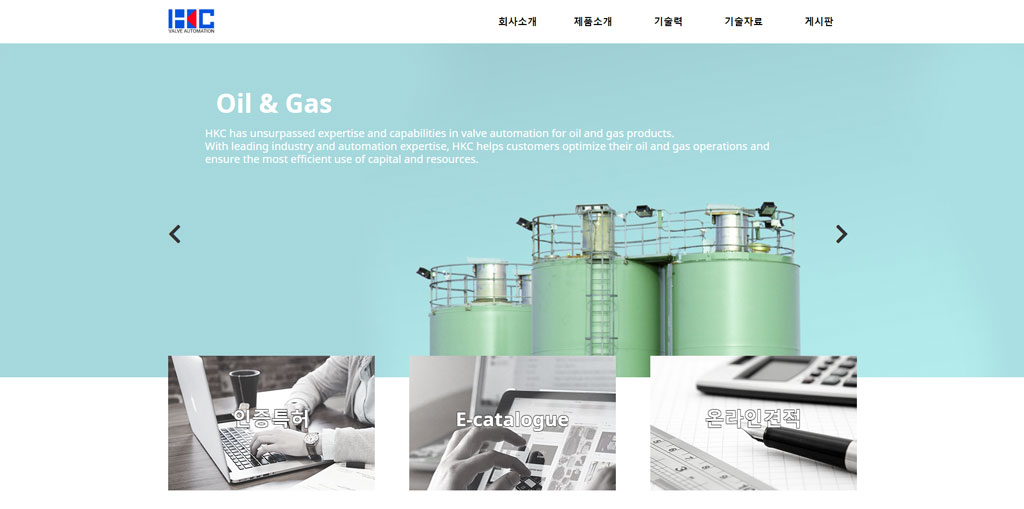 HKC
VALVE AUTOMATION
회사소개 제품소개 기술력 기술자료 게시판
Oil & Gas
HKC has unsurpassed expertise and capabilities in valve automation for oil and gas products.
With leading industry and automation expertise, HKC helps customers optimize their oil and gas operations and
ensure the most efficient use of capital and resources.
인증특허 E-catalogue 온라인견적